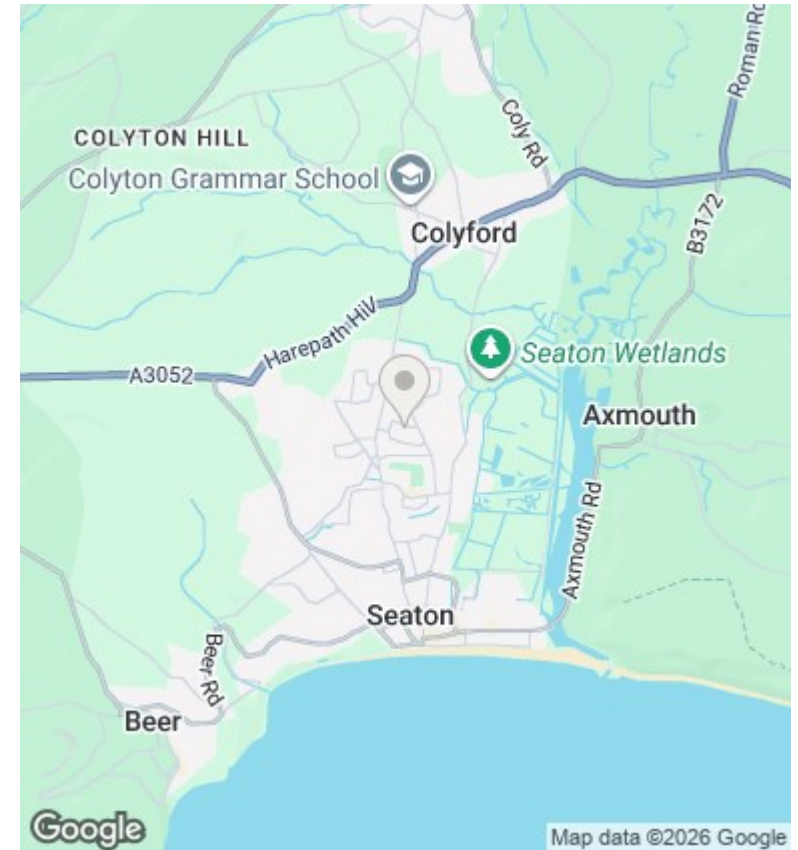 Roman Ro
Coly Rd
COLYTON HILL
Colyton Grammar School
B3172
Colyford
Harepath Hill
Seaton Wetlands
A3052
Axmouth
Axmouth Rd
Seaton
Beer Rd
Beer
Google
Map data ©2026 Google